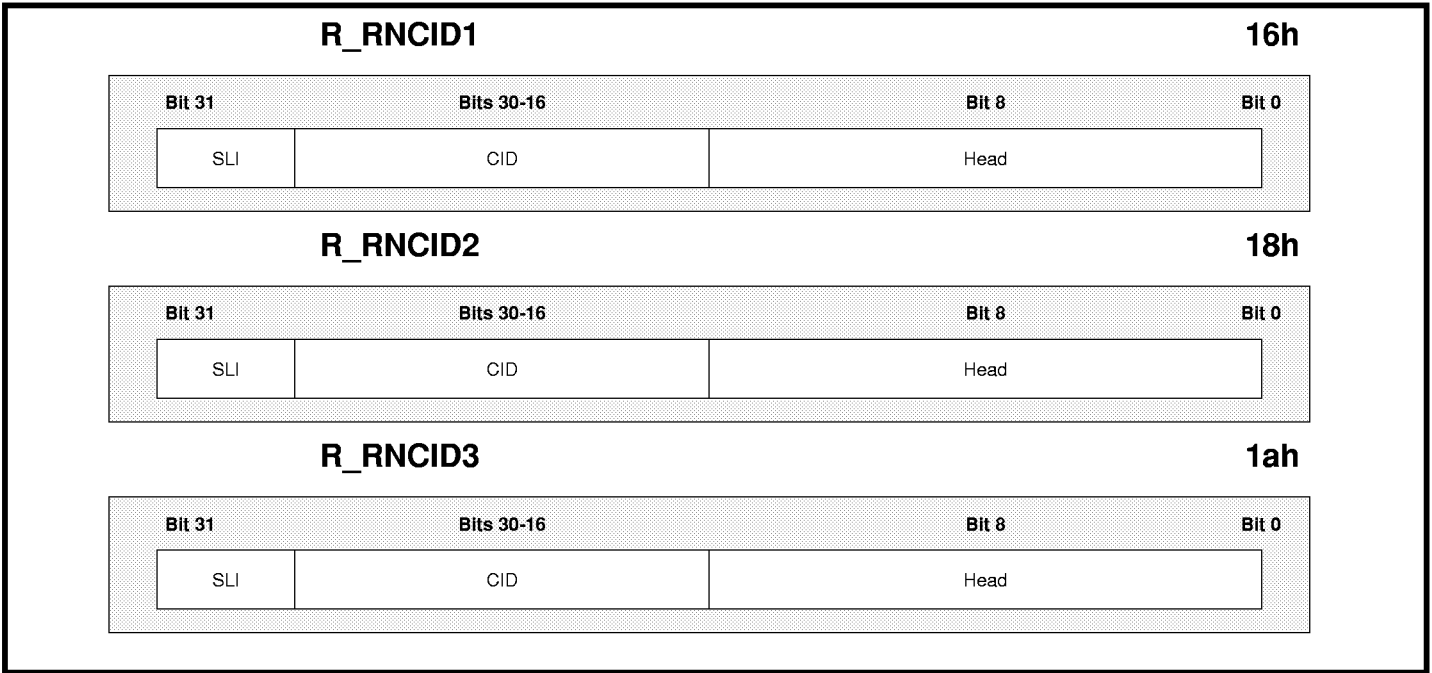 R_RNCID1 16h
Bit 31 Bits 30-16 Bit 8 Bit 0
SLI CID Head
R_RNCID2 18h
Bit 31 Bits 30-16 Bit 8 Bit 0
SLI CID Head
R_RNCID3 1ah
Bit 31 Bits 30-16 Bit 8 Bit 0
SLI CID Head